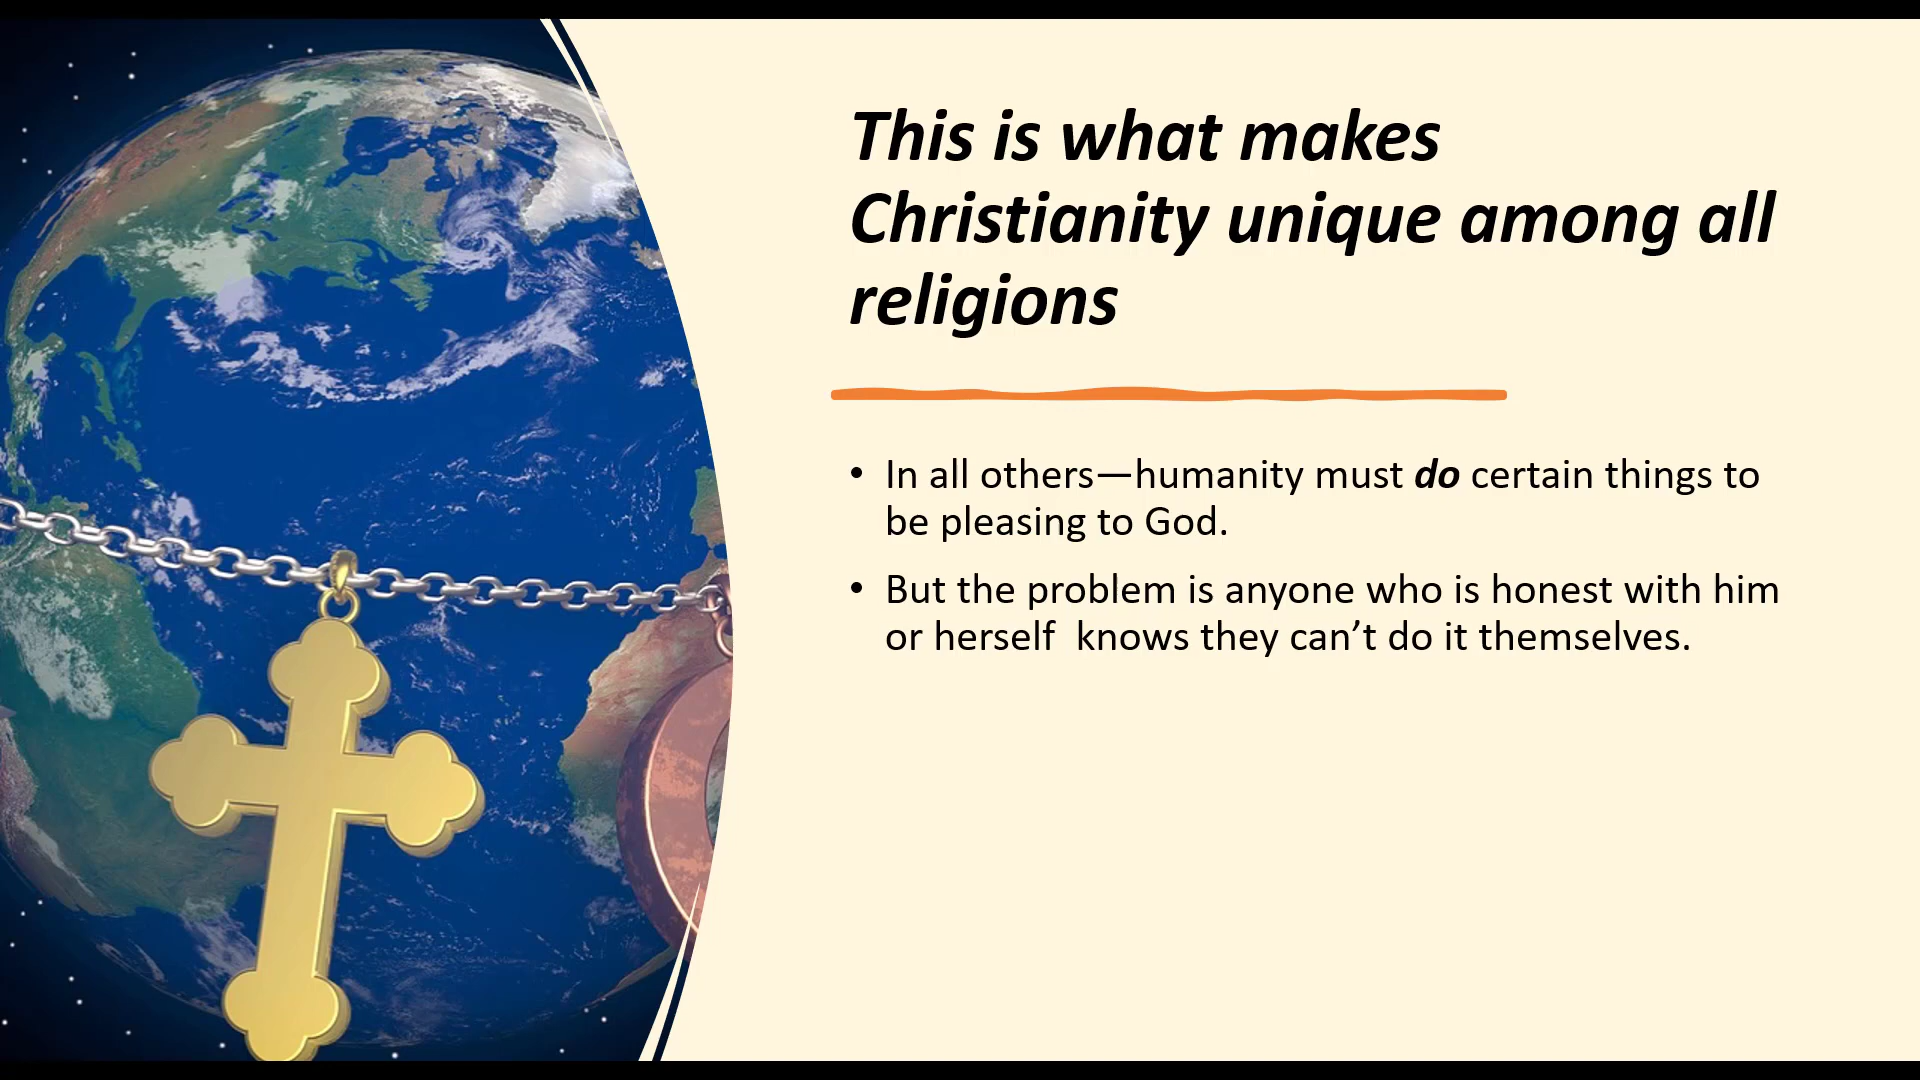 This is what makes
Christianity unique among all
religions
• In all others—humanity must do certain things to
be pleasing to God.
• But the problem is anyone who is honest with him
or herself  knows they can’t do it themselves.